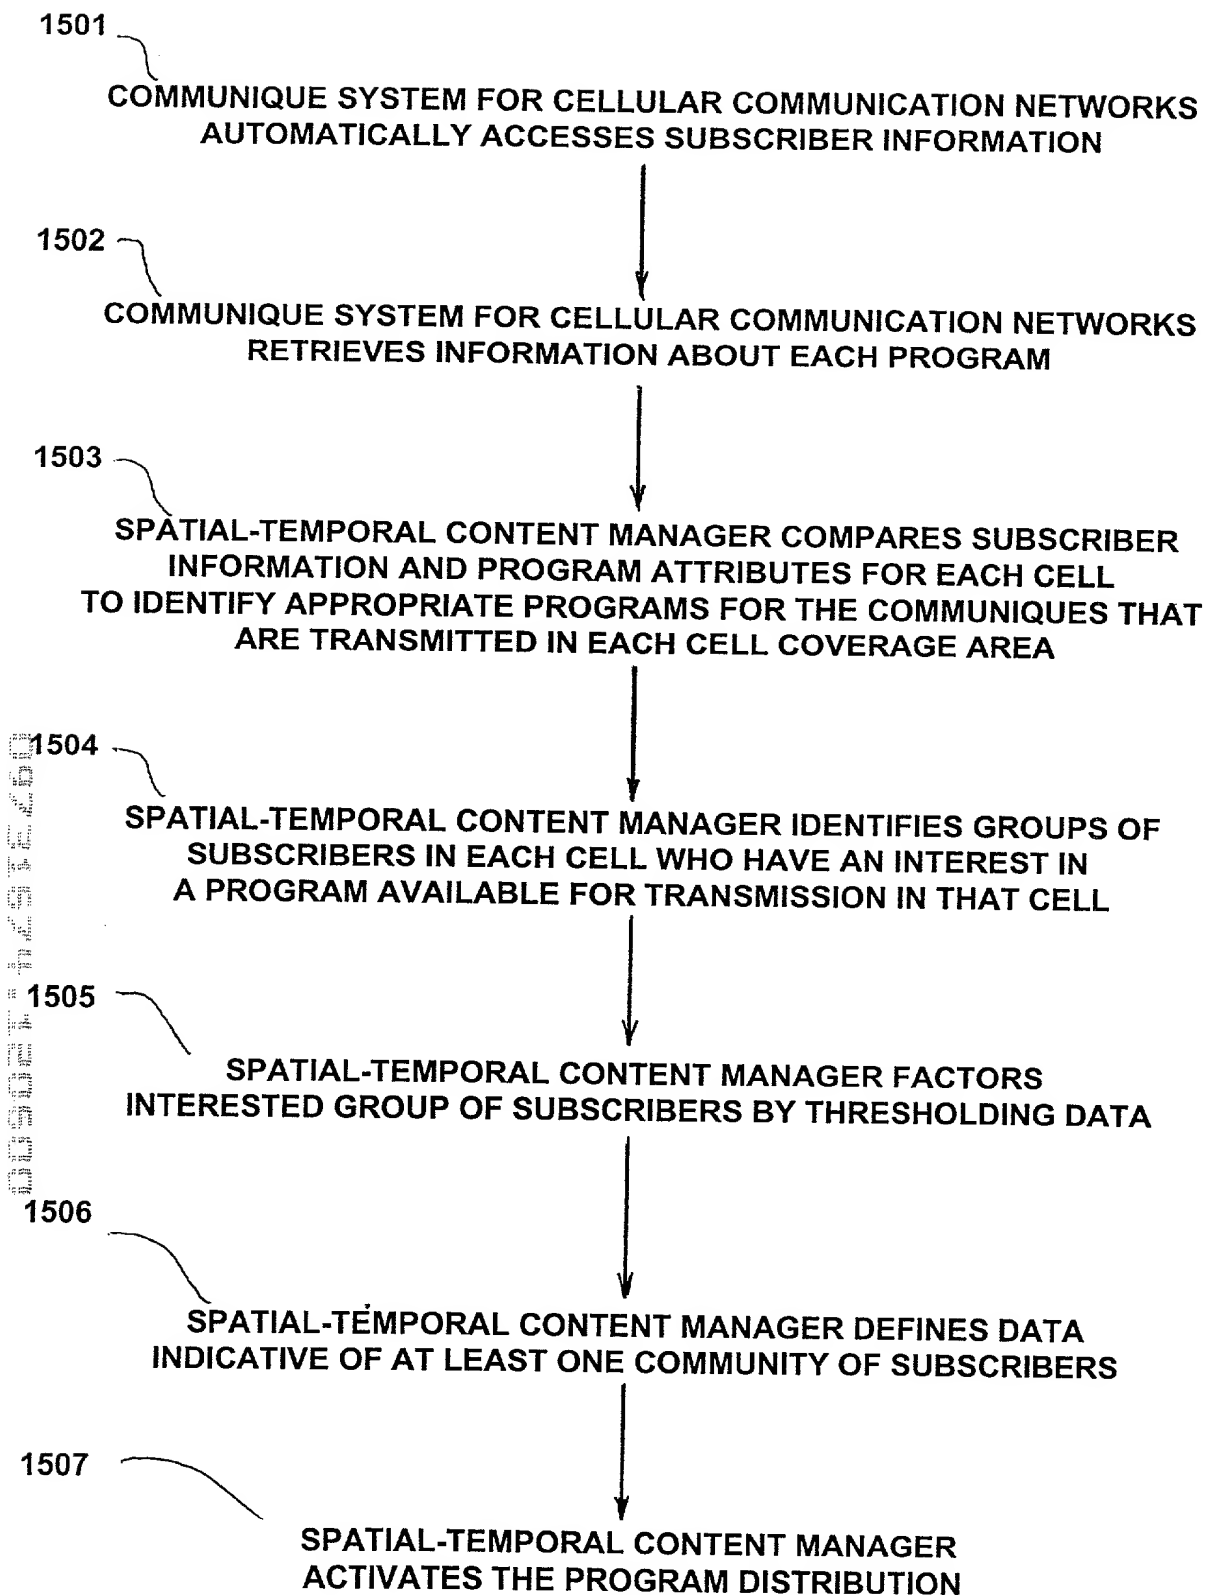 1501
COMMUNIQUE SYSTEM FOR CELLULAR COMMUNICATION NETWORKS
AUTOMATICALLY ACCESSES SUBSCRIBER INFORMATION
1502
COMMUNIQUE SYSTEM FOR CELLULAR COMMUNICATION NETWORKS
RETRIEVES INFORMATION ABOUT EACH PROGRAM
1503
SPATIAL-TEMPORAL CONTENT MANAGER COMPARES SUBSCRIBER
INFORMATION AND PROGRAM ATTRIBUTES FOR EACH CELL
TO IDENTIFY APPROPRIATE PROGRAMS FOR THE COMMUNIQUES THAT
ARE TRANSMITTED IN EACH CELL COVERAGE AREA
1504
SPATIAL-TEMPORAL CONTENT MANAGER IDENTIFIES GROUPS OF
SUBSCRIBERS IN EACH CELL WHO HAVE AN INTEREST IN
A PROGRAM AVAILABLE FOR TRANSMISSION IN THAT CELL
1505
SPATIAL-TEMPORAL CONTENT MANAGER FACTORS
INTERESTED GROUP OF SUBSCRIBERS BY THRESHOLDING DATA
1506
SPATIAL-TEMPORAL CONTENT MANAGER DEFINES DATA
INDICATIVE OF AT LEAST ONE COMMUNITY OF SUBSCRIBERS
1507
SPATIAL-TEMPORAL CONTENT MANAGER
ACTIVATES THE PROGRAM DISTRIBUTION